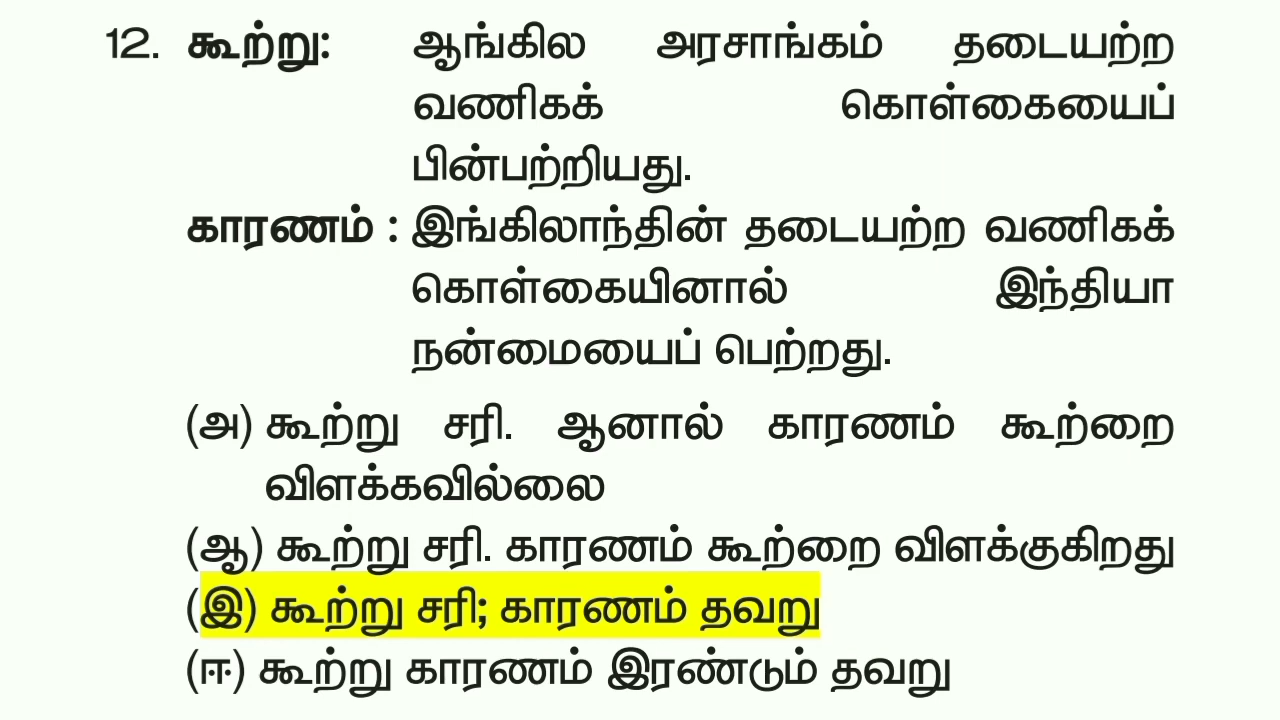 12. கூற்று: ஆங்கில அரசாங்கம் தடையற்ற
வணிகக் கொள்கையைப்
பின்பற்றியது.
காரணம் : இங்கிலாந்தின் தடையற்ற வணிகக்
கொள்கையினால் இந்தியா
நன்மையைப் பெற்றது.
(அ) கூற்று சரி. ஆனால் காரணம் கூற்றை
விளக்கவில்லை
(ஆ) கூற்று சரி. காரணம் கூற்றை விளக்குகிறது
(இ) கூற்று சரி; காரணம் தவறு
(ஈ) கூற்று காரணம் இரண்டும் தவறு